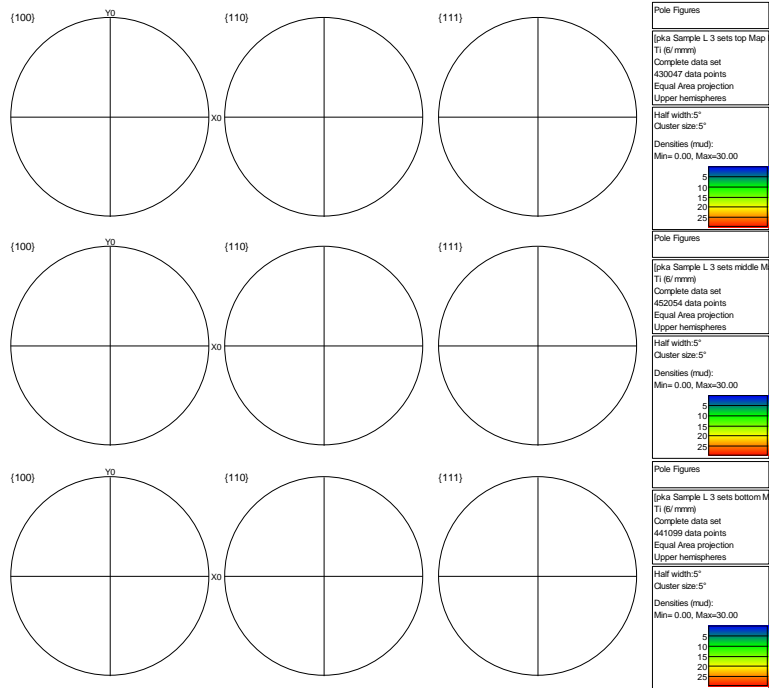 {100}
Y0
{110}
{111}
X0
Pole Figures
[pka Sample L 3 sets top Map
Ti (6/mmm)
Complete data set
430047 data points
Equal Area projection
Upper hemispheres
Half width:5°
Cluster size:5°
Densities (mud):
Min= 0.00, Max=30.00
5
10
15
20
25
{100}
Y0
{110}
{111}
X0
Pole Figures
[pka Sample L 3 sets middle M
Ti (6/mmm)
Complete data set
452054 data points
Equal Area projection
Upper hemispheres
Half width:5°
Cluster size:5°
Densities (mud):
Min= 0.00, Max=30.00
5
10
15
20
25
{100}
Y0
{110}
{111}
X0
Pole Figures
[pka Sample L 3 sets bottom M
Ti (6/mmm)
Complete data set
441099 data points
Equal Area projection
Upper hemispheres
Half width:5°
Cluster size:5°
Densities (mud):
Min= 0.00, Max=30.00
5
10
15
20
25